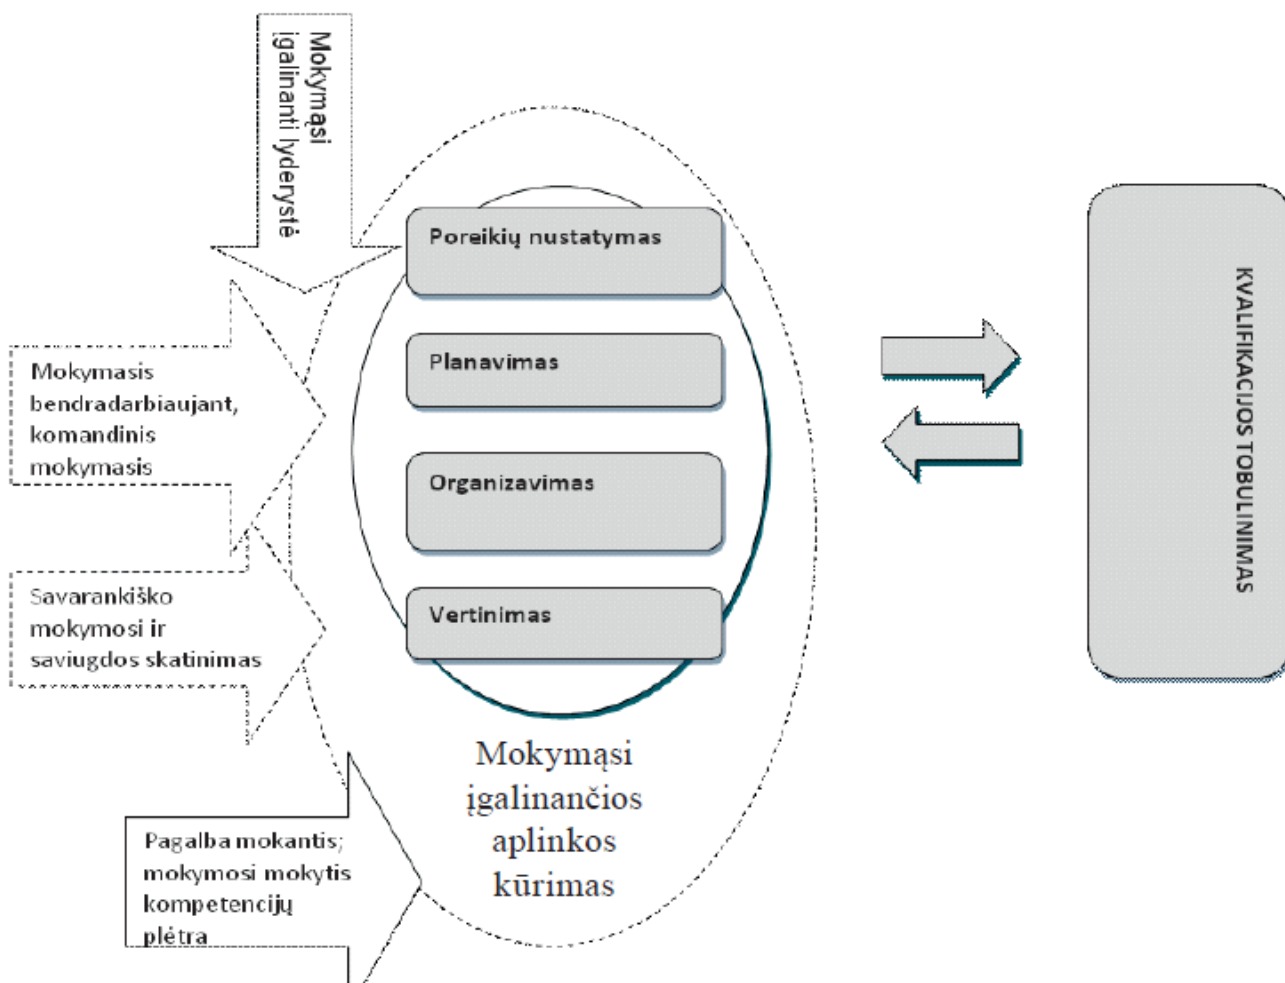 Mokymąsi
įgalinanti lyderystė
Poreikių nustatymas
Planavimas
Organizavimas
Vertinimas
Mokymasis
bendradarbiaujant,
komandinis
mokymasis
Savarankiško
mokymosi ir
saviugdos skatinimas
Pagalba mokantis;
mokymosi mokytis
kompetencijų
plėtra
Mokymąsi
įgalinančios
aplinkos
kūrimas
KVALIFIKACIJOS TOBULINIMAS